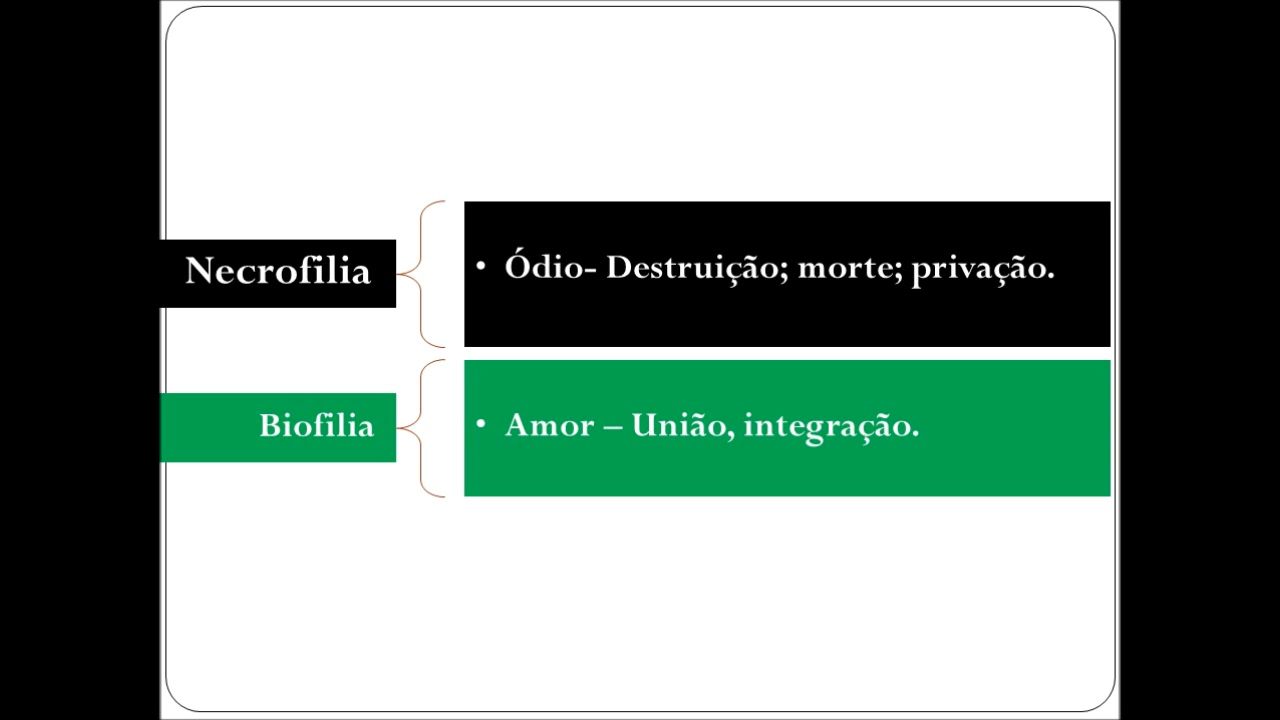 Necrofilia
• Ódio- Destruição; morte; privação.
Biofilia
• Amor – União, integração.